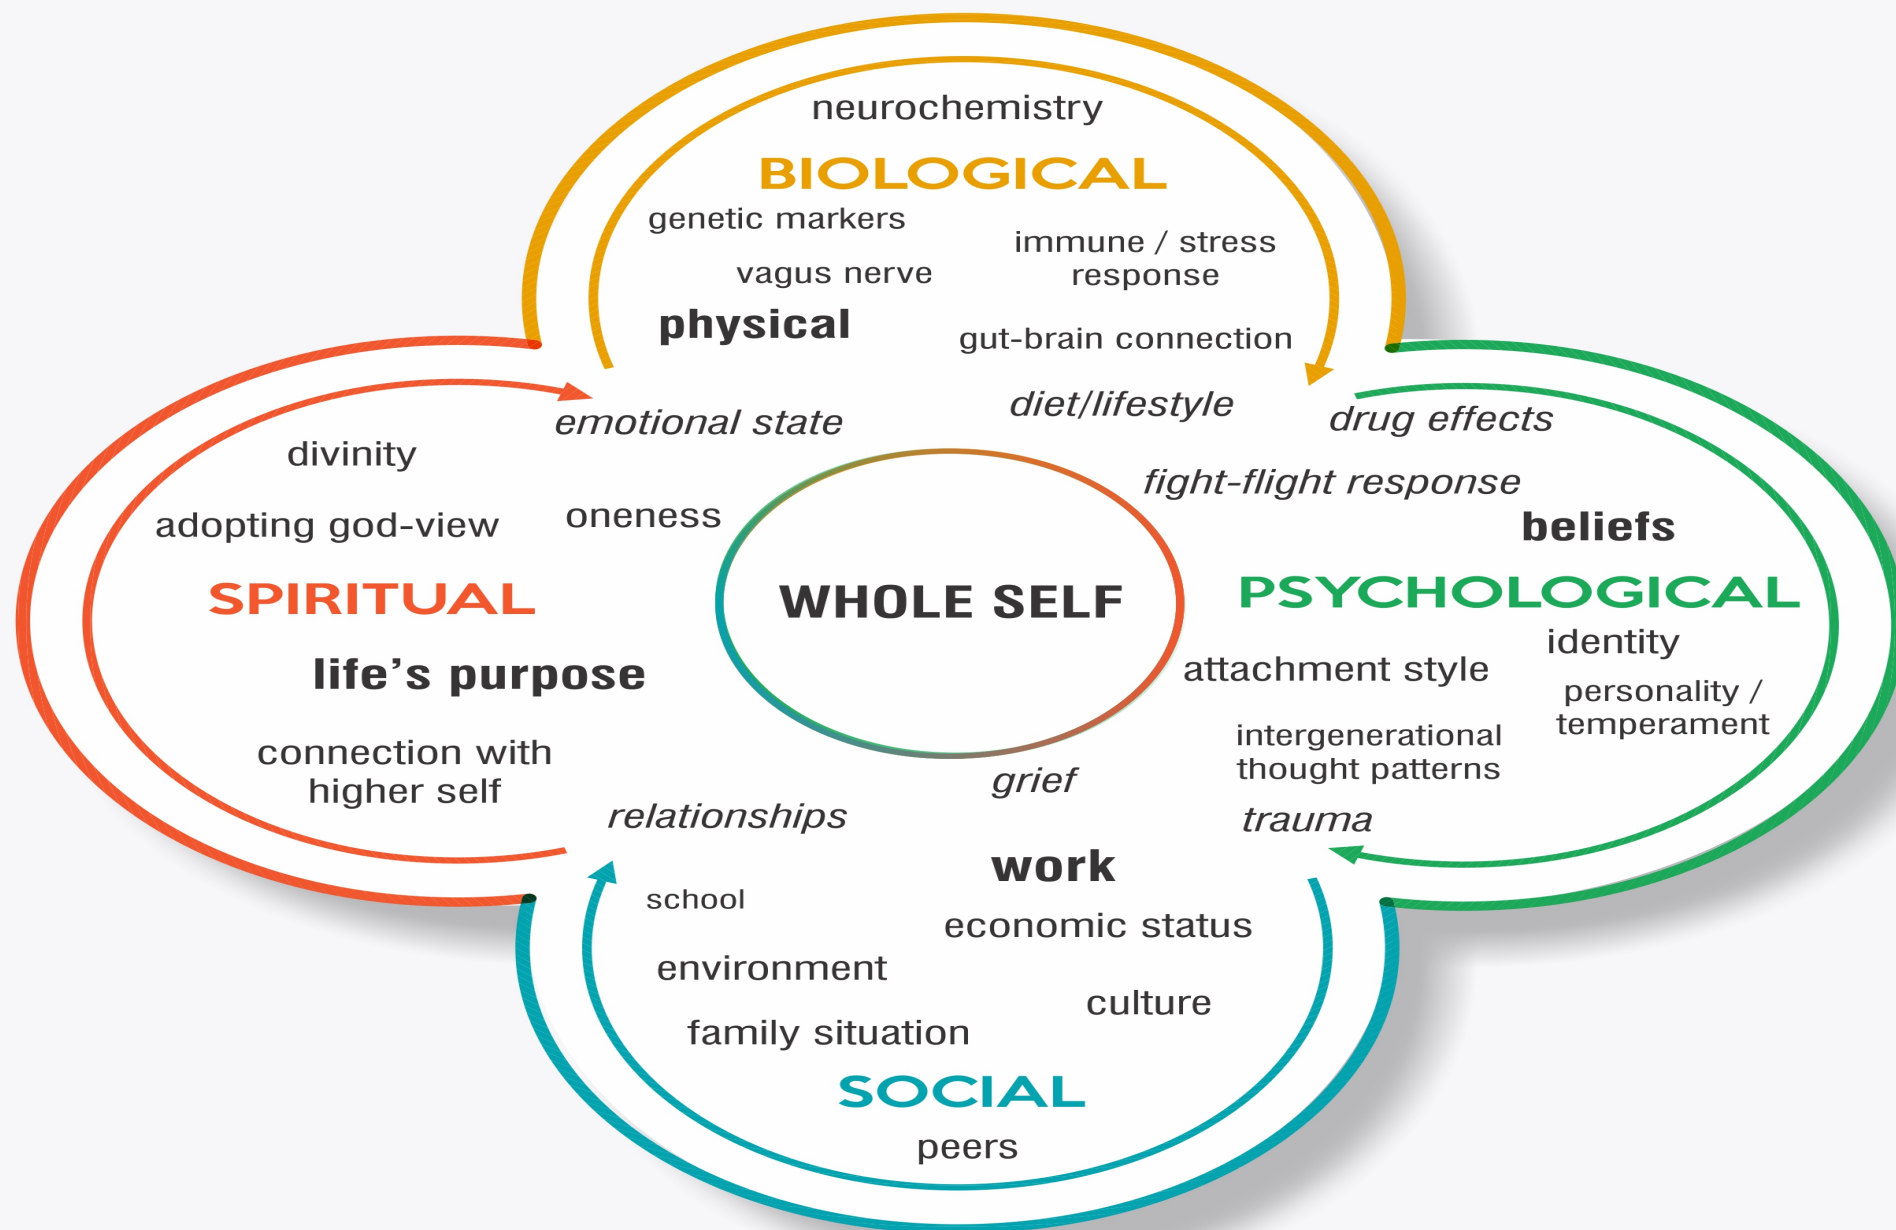 neurochemistry
BIOLOGICAL
genetic markers
immune / stress
response
vagus nerve
physical
gut-brain connection
diet/lifestyle
emotional state
drug effects
divinity
fight-flight response
oneness
adopting god-view
beliefs
SPIRITUAL
WHOLE SELF
PSYCHOLOGICAL
identity
life’s purpose
attachment style
personality /
temperament
intergenerational
thought patterns
connection with
higher self
grief
relationships
trauma
work
school
economic status
environment
culture
family situation
SOCIAL
peers